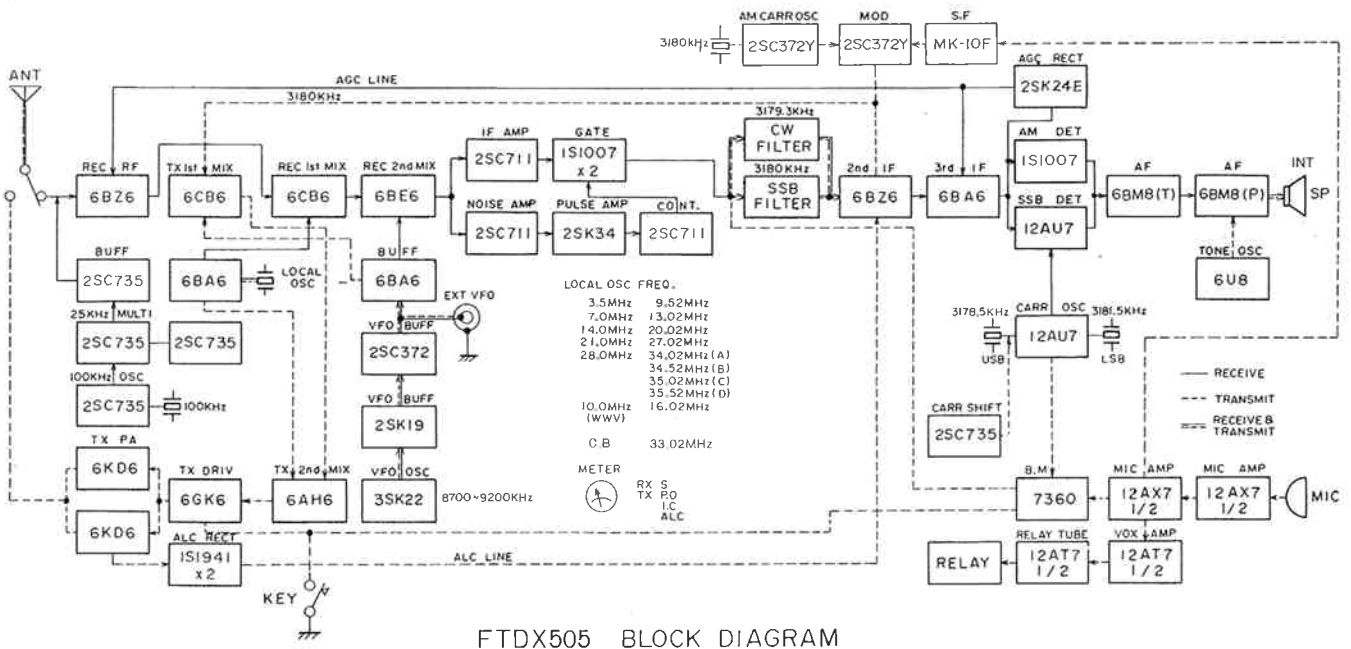 AM CARR OSC
MOD
S.F
3180kHz
2SC372Y
2SC372Y
MK-10F
ANT
AGC LINE
3180KHz
AGC RECT
2SK24E
3179.3KHz
CW
FILTER
3180KHz
SSB
FILTER
REC RF
6BZ6
TX 1st MIX
6CB6
REC 1st MIX
6CB6
REC 2nd MIX
6BE6
IF AMP
2SC711
GATE
1S1007
x 2
NOISE AMP
2SC711
PULSE AMP
2SK34
CONT.
2SC711
2nd IF
6BZ6
3rd IF
6BA6
AM DET
1S1007
SSB DET
12AU7
AF
6BM8(T)
AF
6BM8(P)
INT
SP
TONE OSC
6U8
BUFF
2SC735
6BA6
LOCAL
OSC
BUFF
6BA6
EXT VFO
25KHz MULTI
2SC735
2SC735
VFO BUFF
2SC372
100KHz OSC
2SC735
100KHz
VFO BUFF
2SK19
VFO OSC
3SK22
8700~9200KHz
LOCAL OSC FREQ.
3.5MHz 9.52MHz
7.0MHz 13.02MHz
14.0MHz 20.02MHz
21.0MHz 27.02MHz
28.0MHz 34.02MHz(A)
34.52MHz(B)
35.02MHz(C)
35.52MHz(D)
10.0MHz 16.02MHz
(WWV)
C.B 33.02MHz
METER
RX S
TX P.O
I.C
ALC
3178.5KHz
USB
CARR OSC
12AU7
3181.5KHz
LSB
CARR SHIFT
2SC735
RECEIVE
TRANSMIT
RECEIVE &
TRANSMIT
TX PA
6KD6
6KD6
TX DRIV
6GK6
TX 2nd MIX
6AH6
ALC RECT
1S1941
x 2
ALC LINE
KEY
B.M
7360
MIC AMP
12AX7
1/2
MIC AMP
12AX7
1/2
MIC
RELAY
RELAY TUBE
12AT7
1/2
VOX AMP
12AT7
1/2
FTDX505 BLOCK DIAGRAM